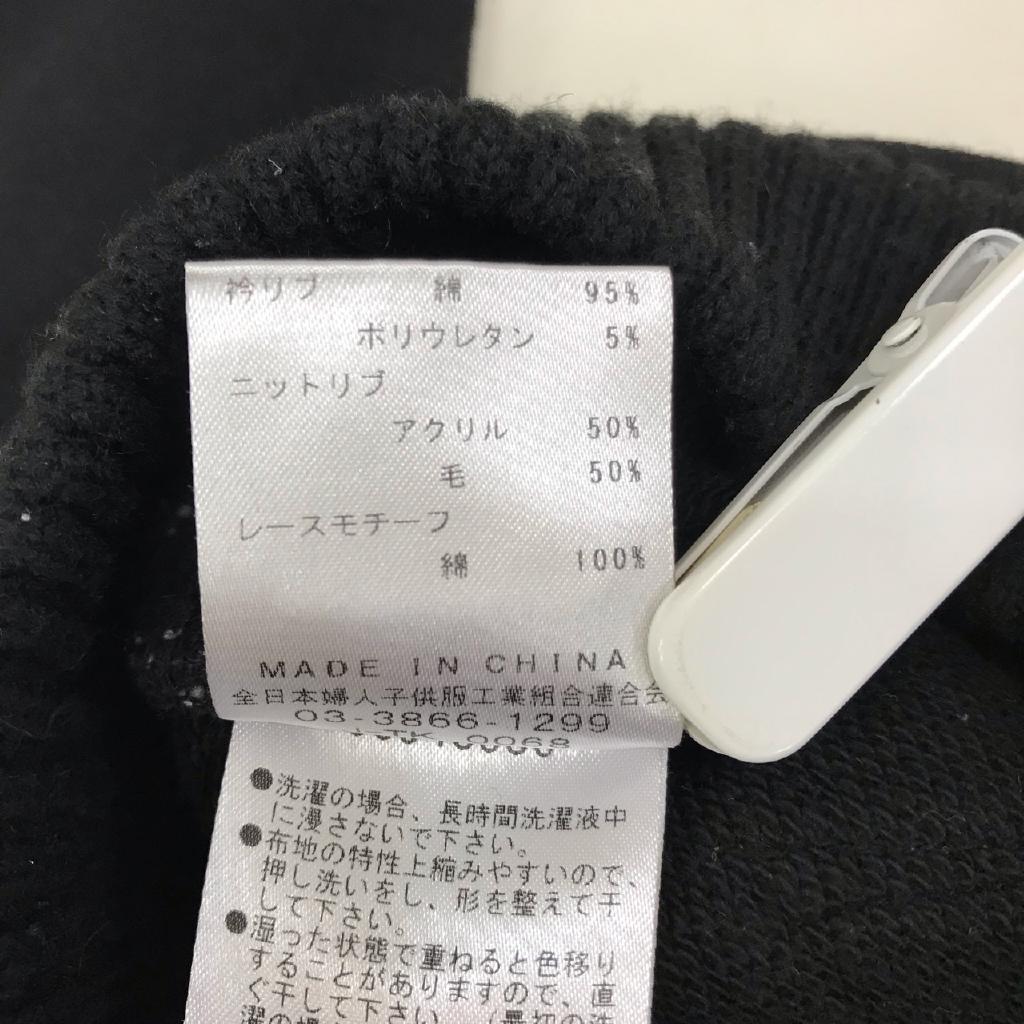 衿リブ 綿 95%
ポリウレタン 5%
ニットリブ
アクリル 50%
毛 50%
レースモチーフ
綿 100%
MADE IN CHINA
全日本婦人子供服工業組合連合会
03-3866-1299
●洗濯の場合、長時間洗濯液中
に浸さないで下さい。
●布地の特性上縮みやすいので、
押し洗いをし、形を整えて干
して下さい。
●湿った状態で重ねると色移り
することがありますので、直
ぐ干して下さい。(最初の洗
濯の場